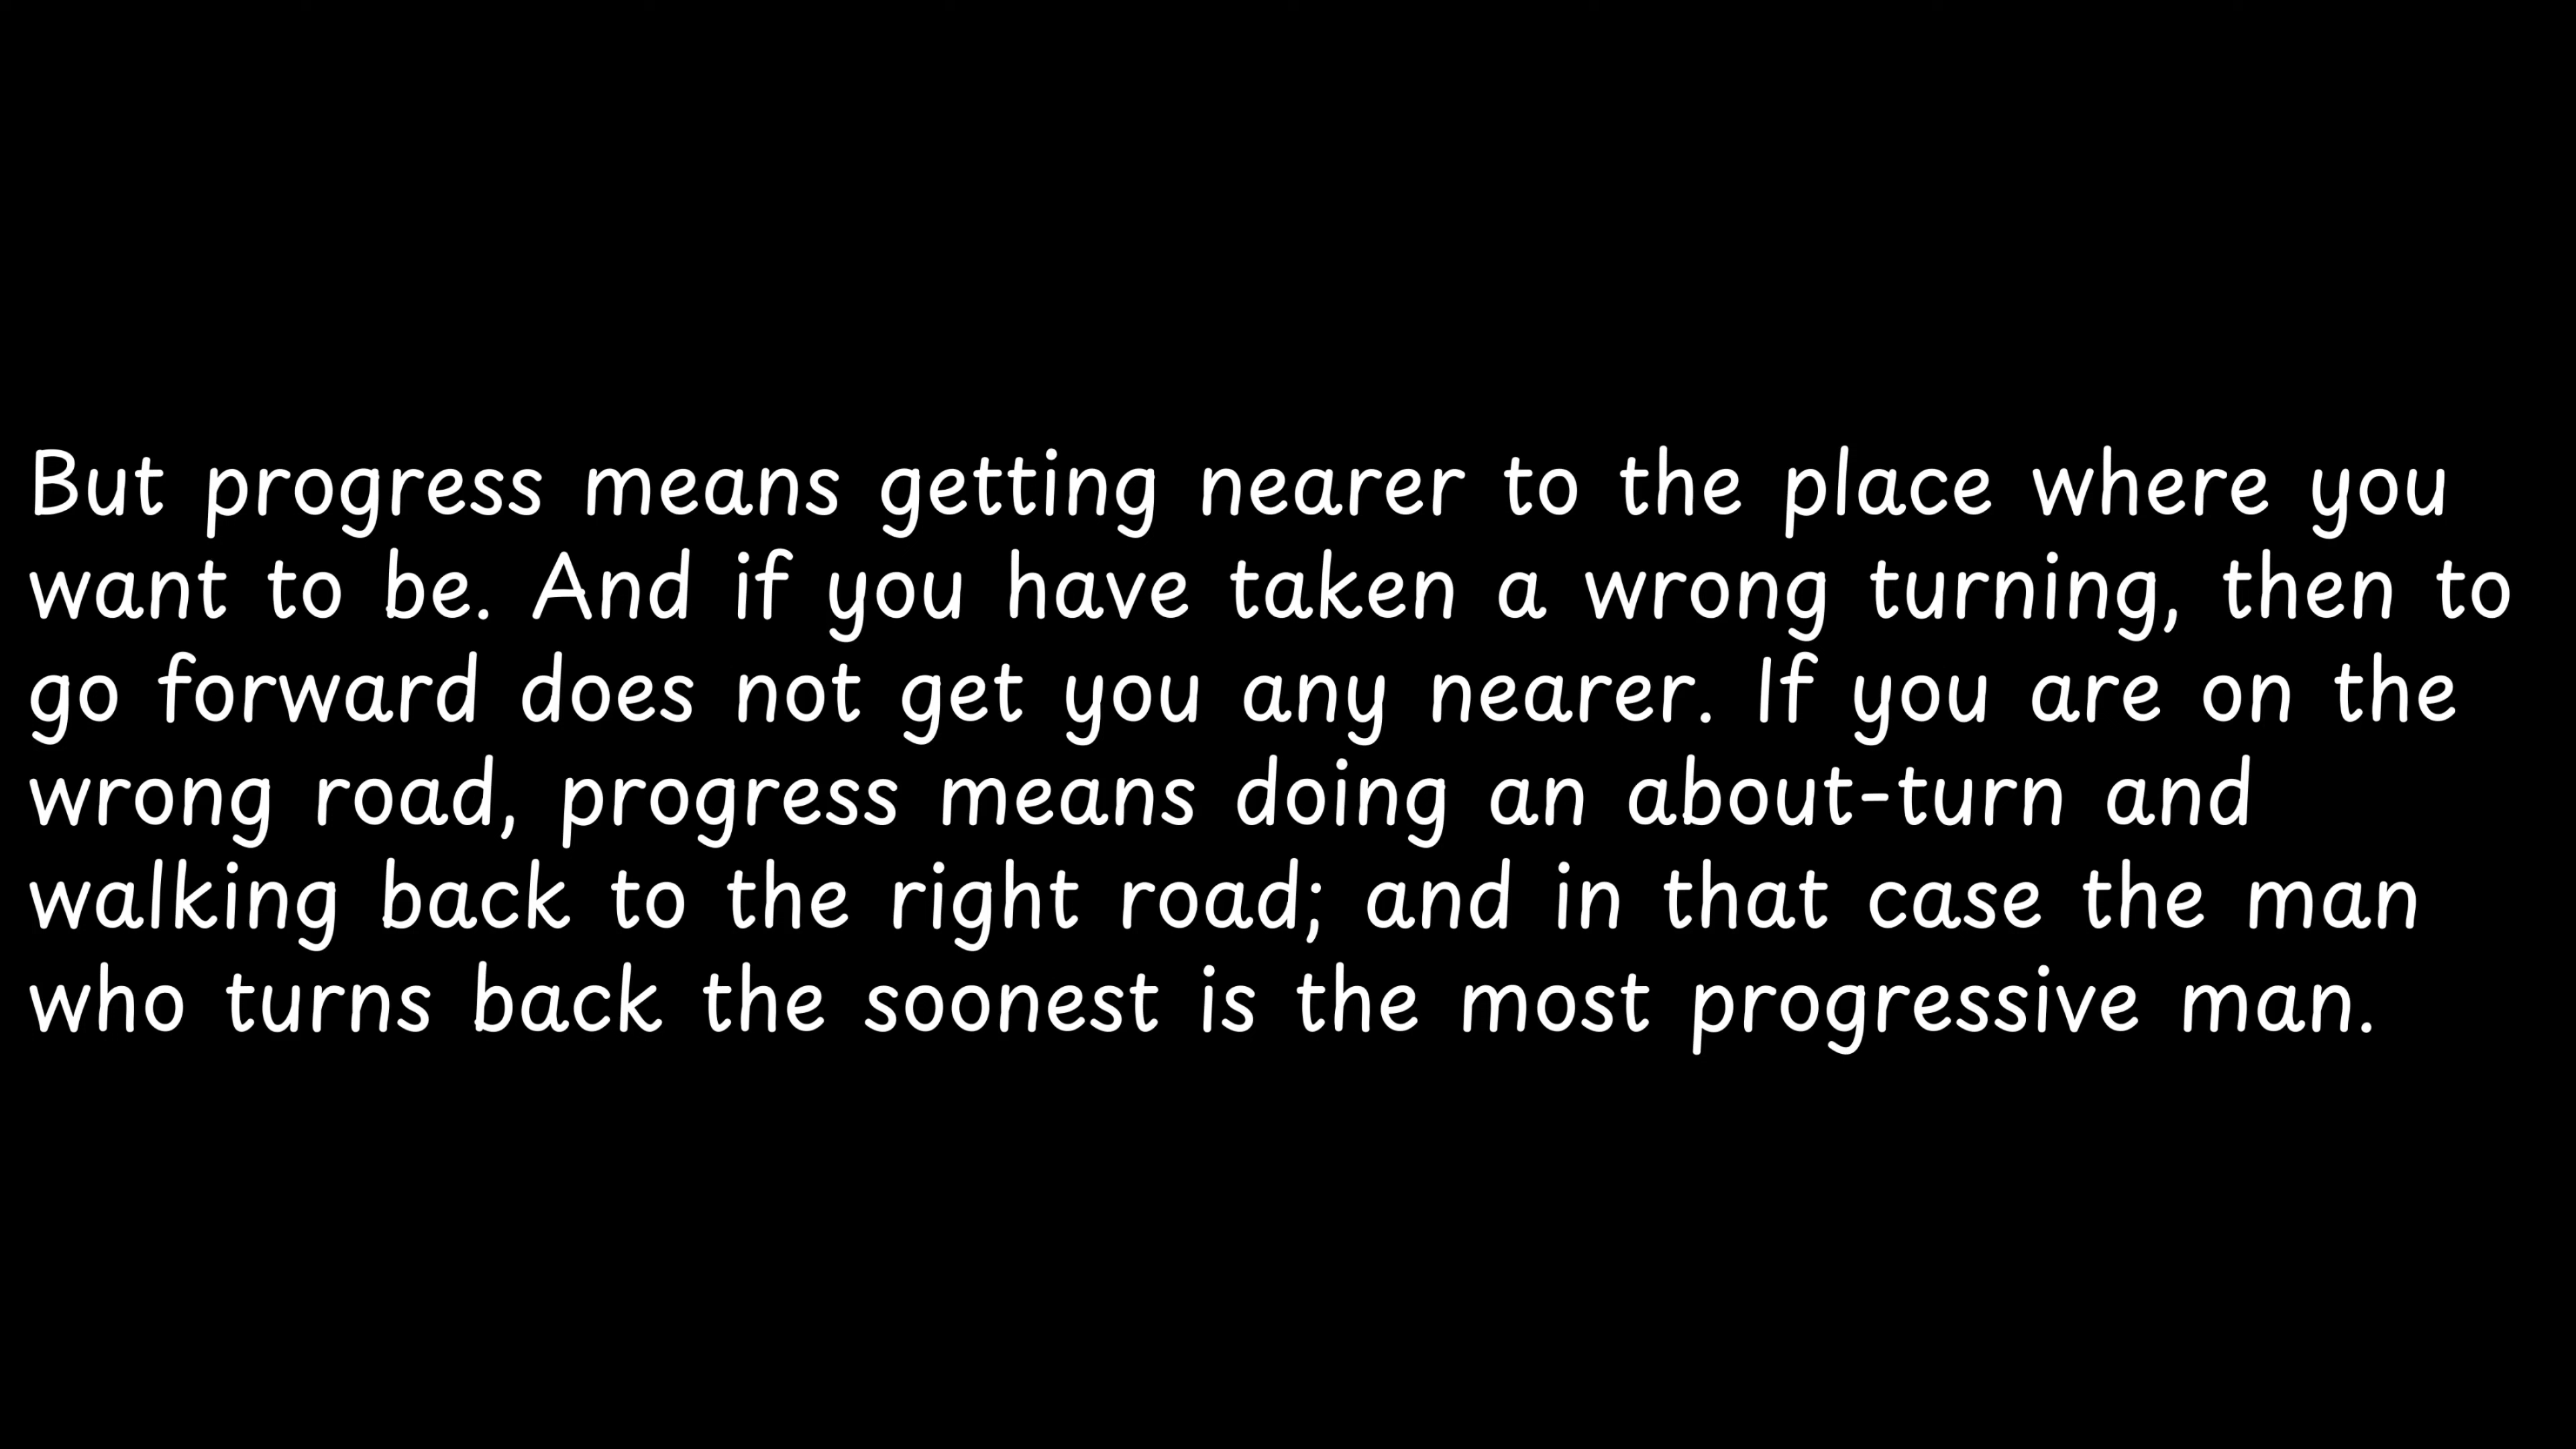 But progress means getting nearer to the place where you
want to be. And if you have taken a wrong turning, then to
go forward does not get you any nearer. If you are on the
wrong road, progress means doing an about-turn and
walking back to the right road; and in that case the man
who turns back the soonest is the most progressive man.